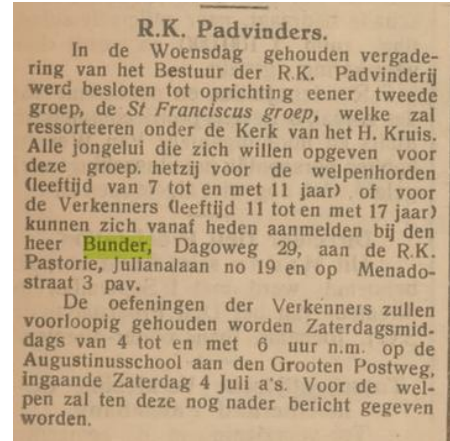 R.K. Padvinders.
In de Woensdag gehouden vergade-
ring van het Bestuur der R.K. Padvinderij
werd besloten tot oprichting eener tweede
groep, de St Franciscus groep, welke zal
ressorteeren onder de Kerk van het H. Kruis.
Alle jongelui die zich willen opgeven voor
deze groep. hetzij voor de welpenhorden
(leeftijd van 7 tot en met 11 jaar) of voor
de Verkenners (leeftijd 11 tot en met 17 jaar)
kunnen zich vanaf heden aanmelden bij den
heer Bunder, Dagoweg 29, aan de R.K.
Pastorie, Julianalaan no 19 en op Menado-
straat 3 pav.
De oefeningen der Verkenners zullen
voorloopig gehouden worden Zaterdagsmid-
dags van 4 tot en met 6 uur n.m. op de
Augustinusschool aan den Grooten Postweg,
ingaande Zaterdag 4 Juli a's. Voor de wel-
pen zal ten deze nog nader bericht gegeven
worden.